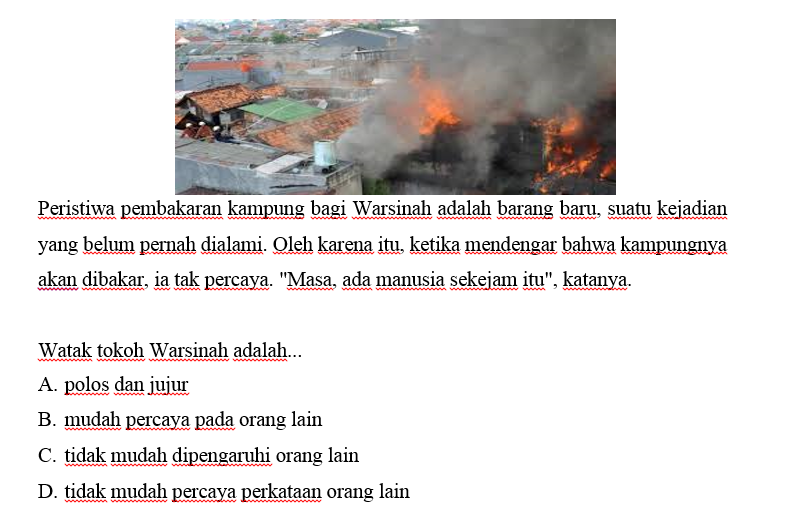 Peristiwa pembakaran kampung bagi Warsinah adalah barang baru, suatu kejadian
yang belum pernah dialami. Oleh karena itu, ketika mendengar bahwa kampungnya
akan dibakar, ia tak percaya. "Masa, ada manusia sekejam itu", katanya.
Watak tokoh Warsinah adalah...
A. polos dan jujur
B. mudah percaya pada orang lain
C. tidak mudah dipengaruhi orang lain
D. tidak mudah percaya perkataan orang lain